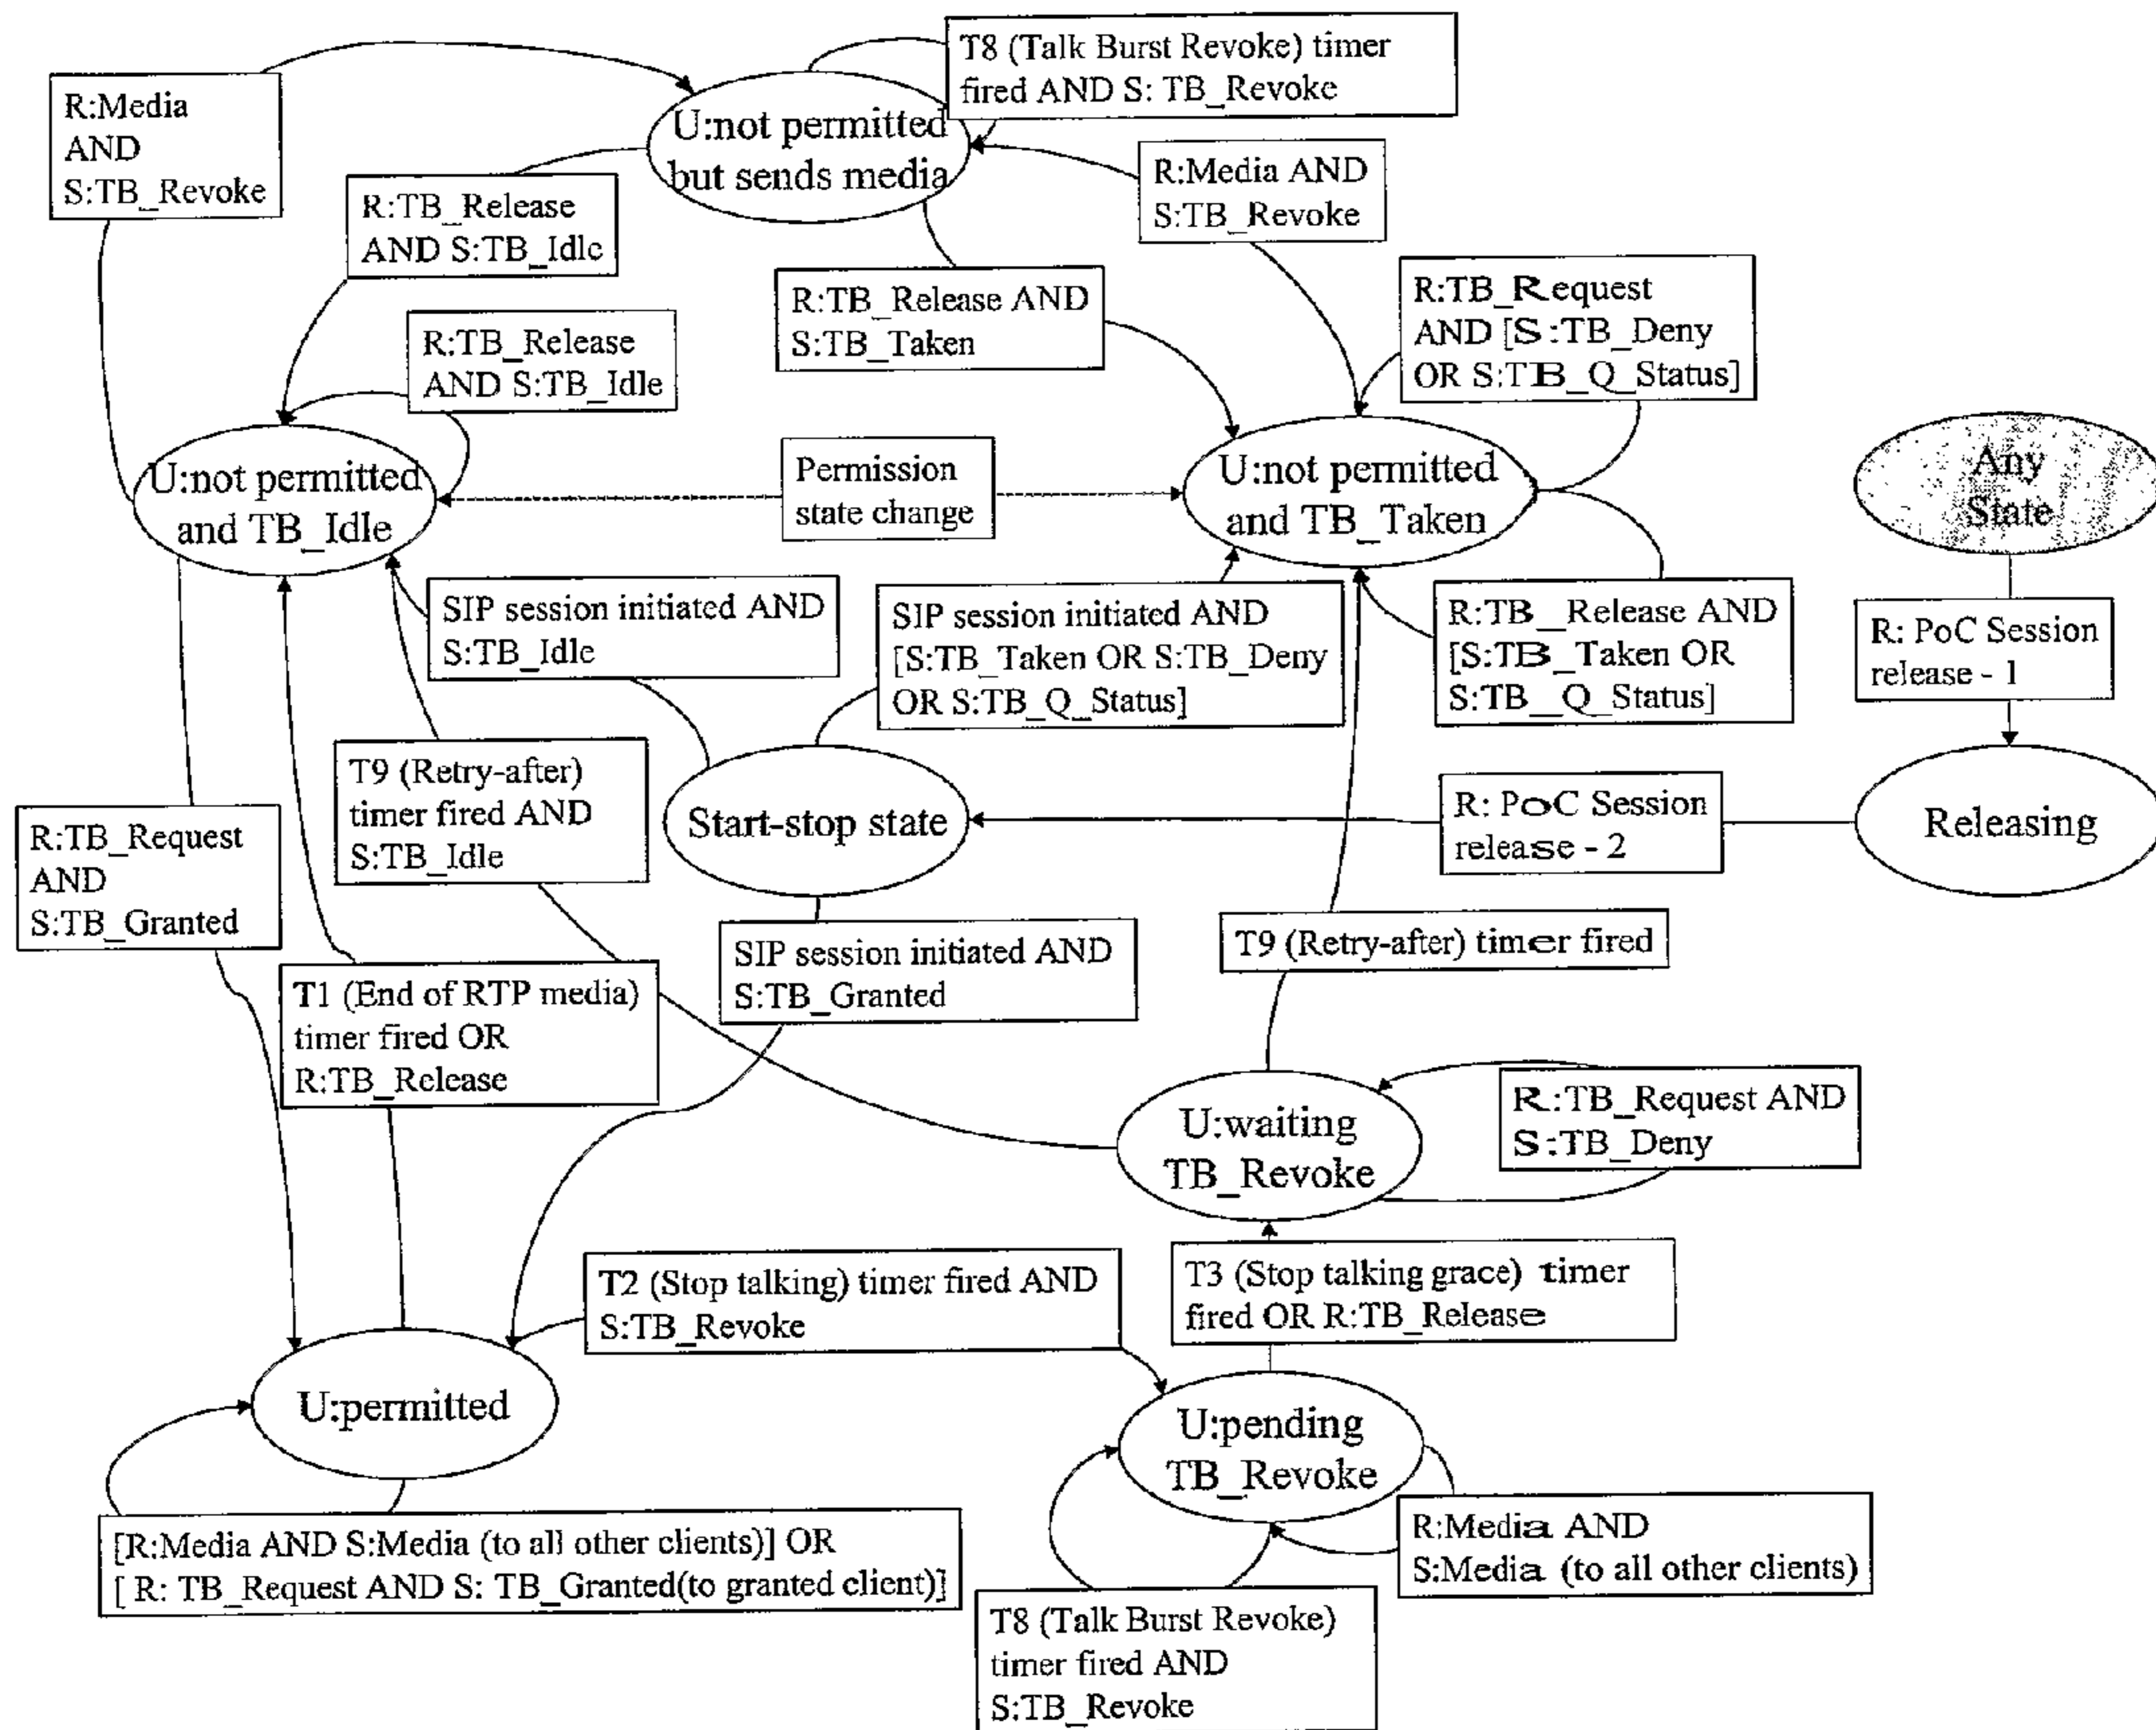 T8 (Talk Burst Revoke) timer
fired AND S: TB_Revoke
R:Media
AND
S:TB_Revoke
U:not permitted
but sends media
R:Media AND
S:TB_Revoke
R:TB_Release
AND S:TB_Idle
R:TB_Release AND
S:TB_Taken
R:TB_Request
AND [S:TB_Deny
OR S:TB_Q_Status]
R:TB_Release
AND S:TB_Idle
U:not permitted
and TB_Idle
Permission
state change
U:not permitted
and TB_Taken
Any
State
SIP session initiated AND
S:TB_Idle
SIP session initiated AND
[S:TB_Taken OR S:TB_Deny
OR S:TB_Q_Status]
R:TB_Release AND
[S:TB_Taken OR
S:TB_Q_Status]
R: PoC Session
release - 1
T9 (Retry-after)
timer fired AND
S:TB_Idle
Start-stop state
R: PoC Session
release - 2
Releasing
R:TB_Request
AND
S:TB_Granted
SIP session initiated AND
S:TB_Granted
T9 (Retry-after) timer fired
T1 (End of RTP media)
timer fired OR
R:TB_Release
U:waiting
TB_Revoke
R:TB_Request AND
S:TB_Deny
T2 (Stop talking) timer fired AND
S:TB_Revoke
T3 (Stop talking grace) timer
fired OR R:TB_Release
U:permitted
U:pending
TB_Revoke
[R:Media AND S:Media (to all other clients)] OR
[ R: TB_Request AND S: TB_Granted(to granted client)]
R:Media AND
S:Media (to all other clients)
T8 (Talk Burst Revoke)
timer fired AND
S:TB_Revoke